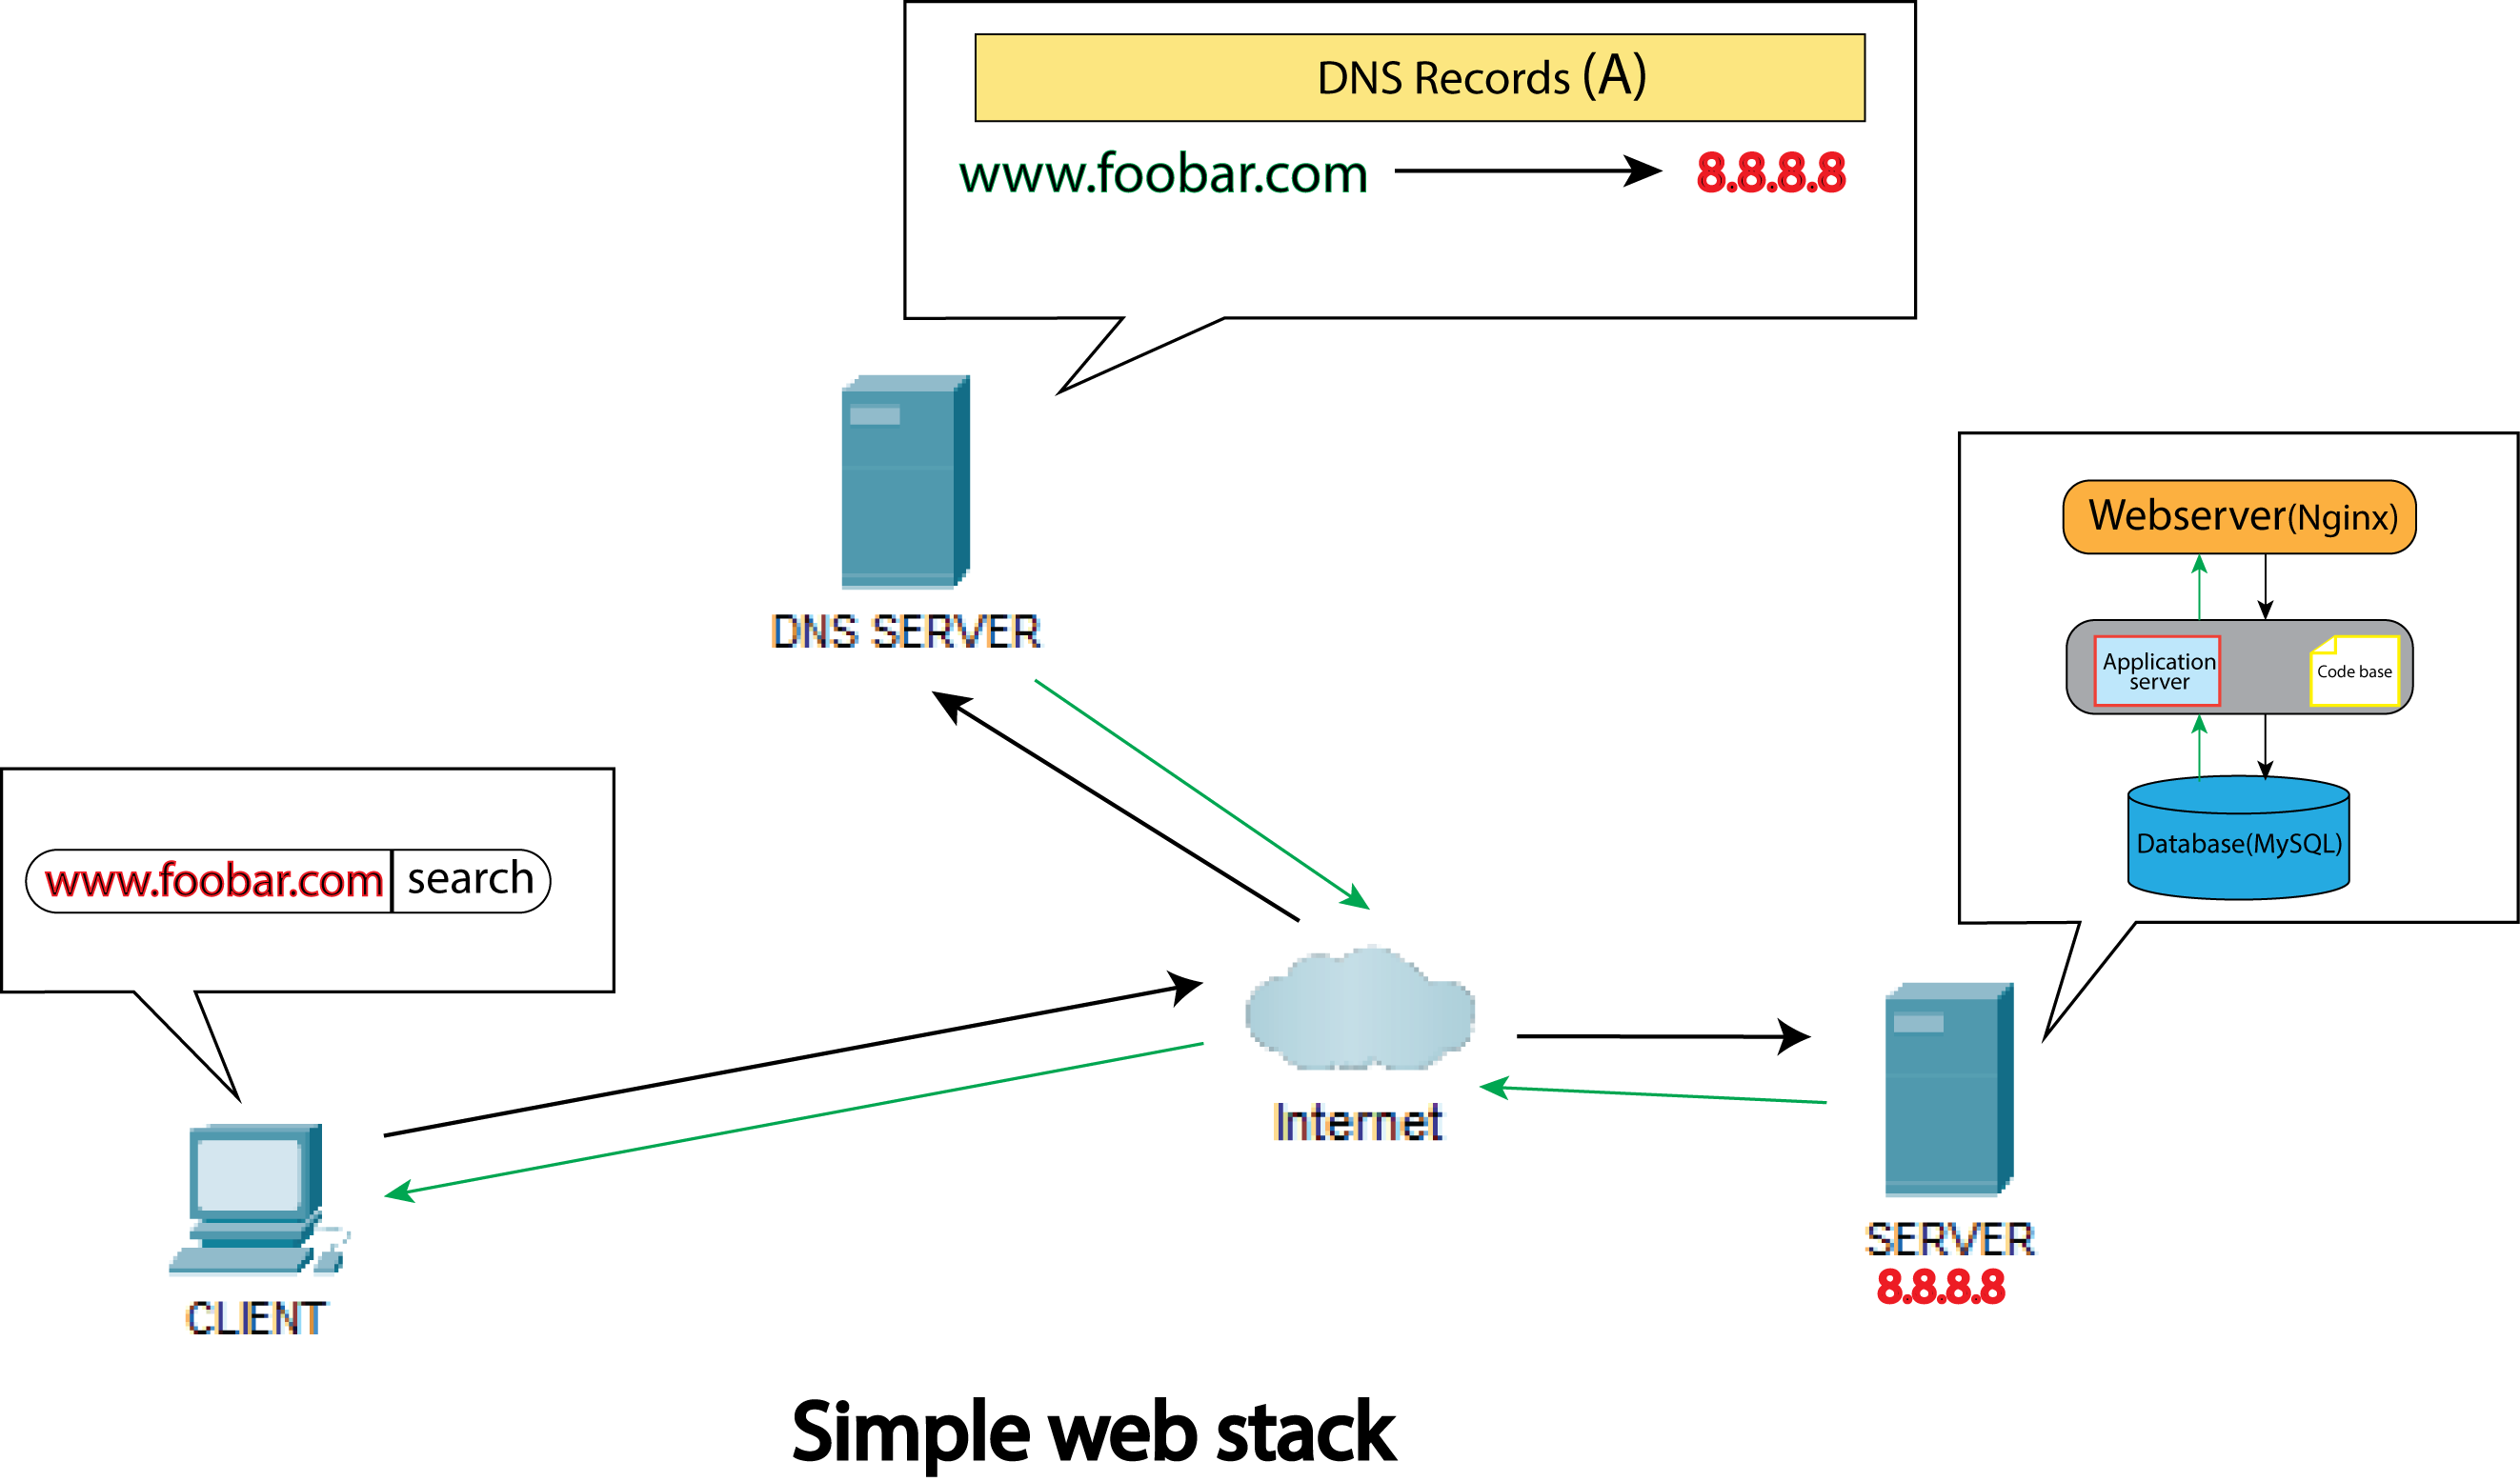 DNS Records (A)
www.foobar.com 8.8.8.8
DNS SERVER
Webserver(Nginx)
Application
server
Code base
Database(MySQL)
www.foobar.com search
Internet
SERVER
8.8.8.8
CLIENT
Simple web stack